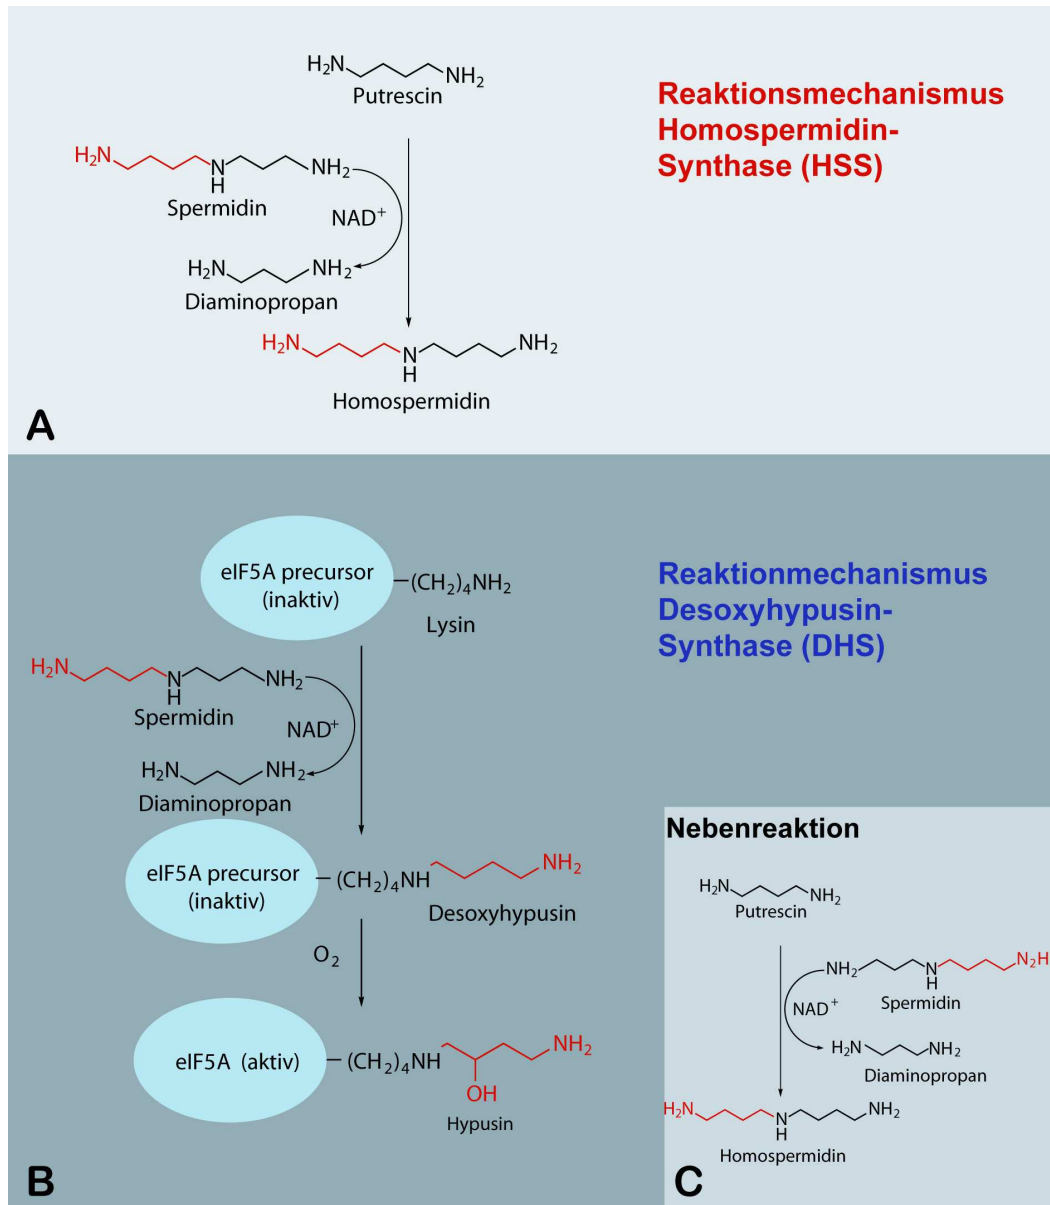 H₂N NH₂
Putrescin
Reaktionsmechanismus
Homospermidin-
Synthase (HSS)
H₂N N H NH₂
Spermidin
NAD⁺
H₂N NH₂
Diaminopropan
H₂N N H NH₂
Homospermidin
A
eIF5A precursor
(inaktiv)
(CH₂)₄NH₂
Lysin
Reaktionmechanismus
Desoxyhypusin-
Synthase (DHS)
H₂N N H NH₂
Spermidin
NAD⁺
H₂N NH₂
Diaminopropan
eIF5A precursor
(inaktiv)
(CH₂)₄NH NH₂
Desoxyhypusin
O₂
eIF5A (aktiv)
(CH₂)₄NH NH₂
OH
Hypusin
B
Nebenreaktion
H₂N NH₂
Putrescin
NH₂ N H N₂H
Spermidin
NAD⁺
H₂N NH₂
Diaminopropan
H₂N N H NH₂
Homospermidin
C